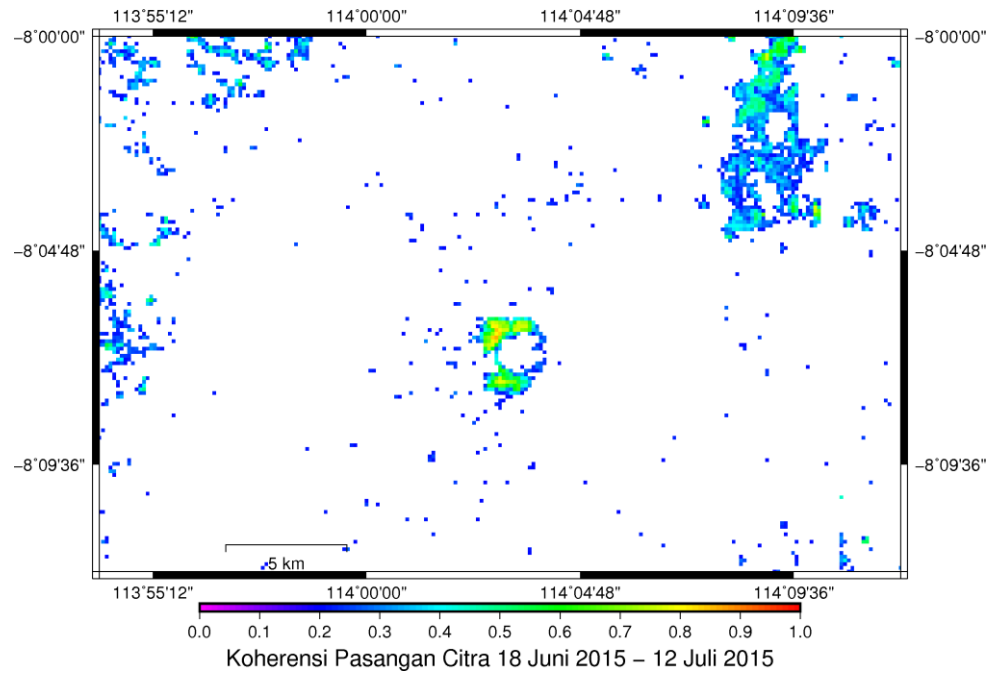 113˚55'12" 114˚00'00" 114˚04'48" 114˚09'36"
−8˚00'00" −8˚00'00"
−8˚04'48" −8˚04'48"
−8˚09'36" −8˚09'36"
5 km
113˚55'12" 114˚00'00" 114˚04'48" 114˚09'36"
0.0 0.1 0.2 0.3 0.4 0.5 0.6 0.7 0.8 0.9 1.0
Koherensi Pasangan Citra 18 Juni 2015 − 12 Juli 2015